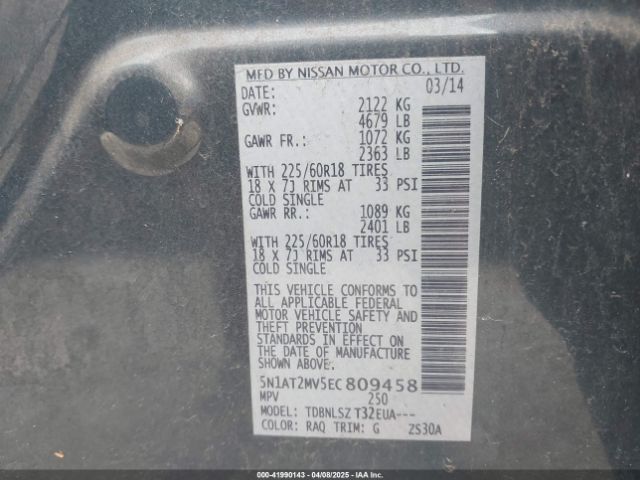 MFD BY NISSAN MOTOR CO., LTD.
DATE: 03/14
GVWR: 2122 KG
4679 LB
GAWR FR.: 1072 KG
2363 LB
WITH 225/60R18 TIRES
18 X 7J RIMS AT 33 PSI
COLD SINGLE
GAWR RR.: 1089 KG
2401 LB
WITH 225/60R18 TIRES
18 X 7J RIMS AT 33 PSI
COLD SINGLE
THIS VEHICLE CONFORMS TO
ALL APPLICABLE FEDERAL
MOTOR VEHICLE SAFETY AND
THEFT PREVENTION
STANDARDS IN EFFECT ON
THE DATE OF MANUFACTURE
SHOWN ABOVE.
5N1AT2MV5EC809458
MPV 250
MODEL: TDBNLSZ T32EUA---
COLOR: RAQ TRIM: G ZS30A
000-41990143 - 04/08/2025 - IAAI.COM